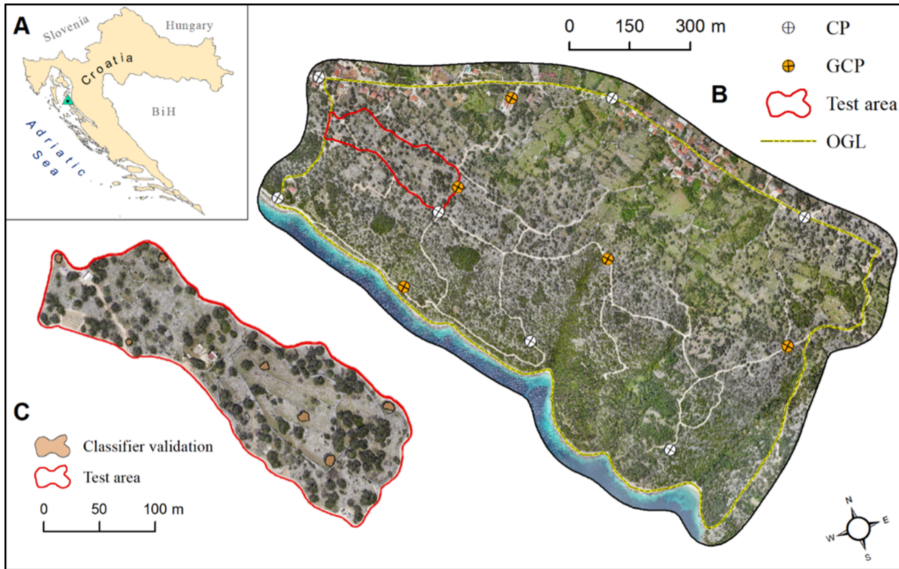 A
Slovenia
Hungary
Croatia
BiH
Adriatic
Sea
0 150 300 m
CP
GCP
B
Test area
OGL
C
Classifier validation
Test area
0 50 100 m
N
W E
S